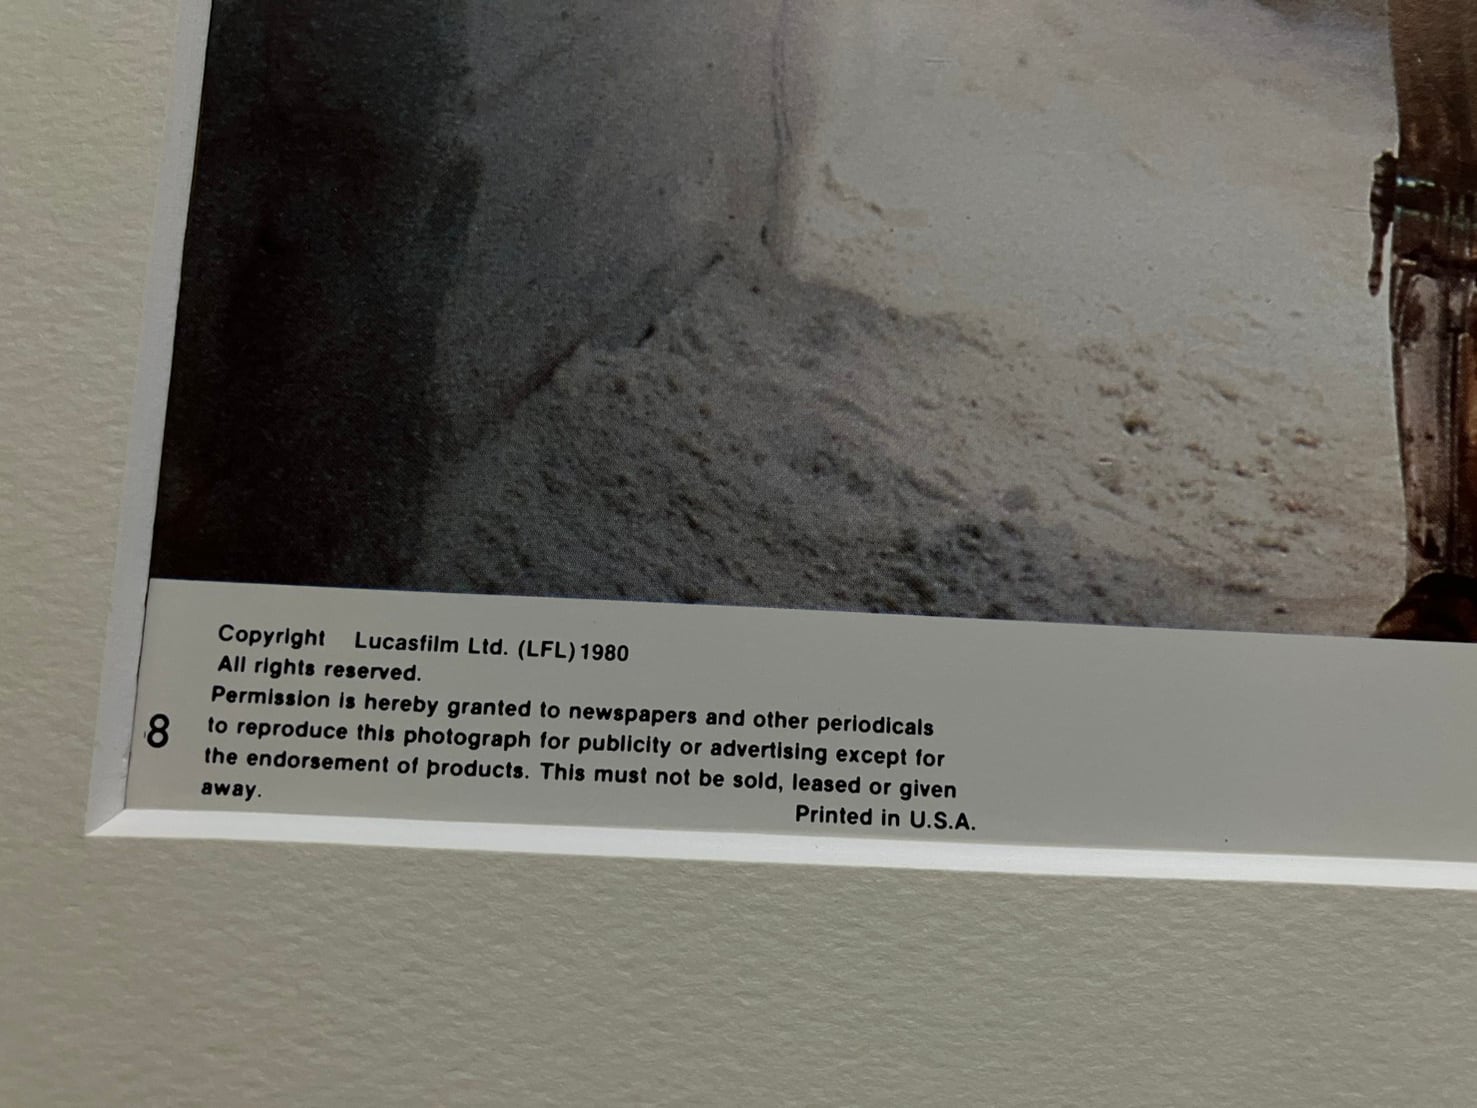 Copyright Lucasfilm Ltd. (LFL) 1980
All rights reserved.
Permission is hereby granted to newspapers and other periodicals
to reproduce this photograph for publicity or advertising except for
the endorsement of products. This must not be sold, leased or given
away.
Printed in U.S.A.
8